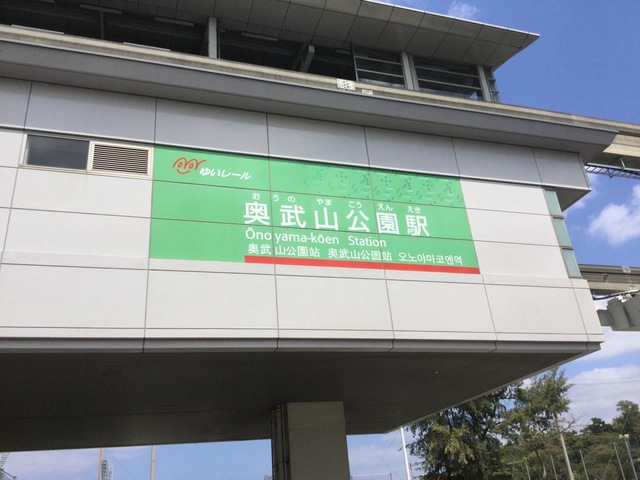 ゆいレール
おうのやまこうえんえき
奥武山公園駅
Ōnoyama-kōen Station
奥武山公園站 奥武山公园站 오노야마코엔역